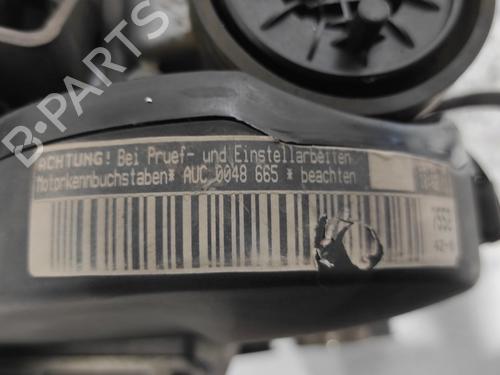 B-PARTS
ACHTUNG! Bei Pruef- und Einstellarbeiten
Motorkennbuchstaben* AUC 0048 665 * beachten